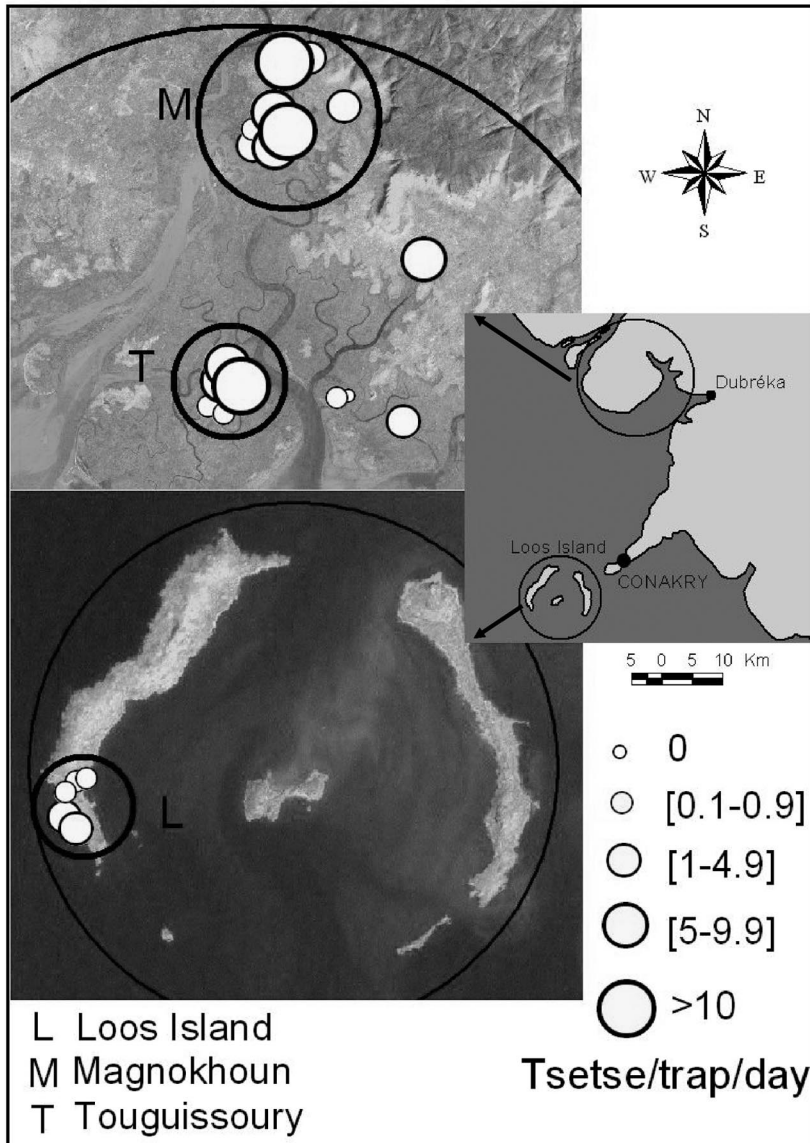 M
N
W E
S
T
Dubréka
Loos Island
CONAKRY
5 0 5 10 Km
L
0
[0.1-0.9]
[1-4.9]
[5-9.9]
>10
Tsetse/trap/day
L Loos Island
M Magnokhoun
T Touguissoury